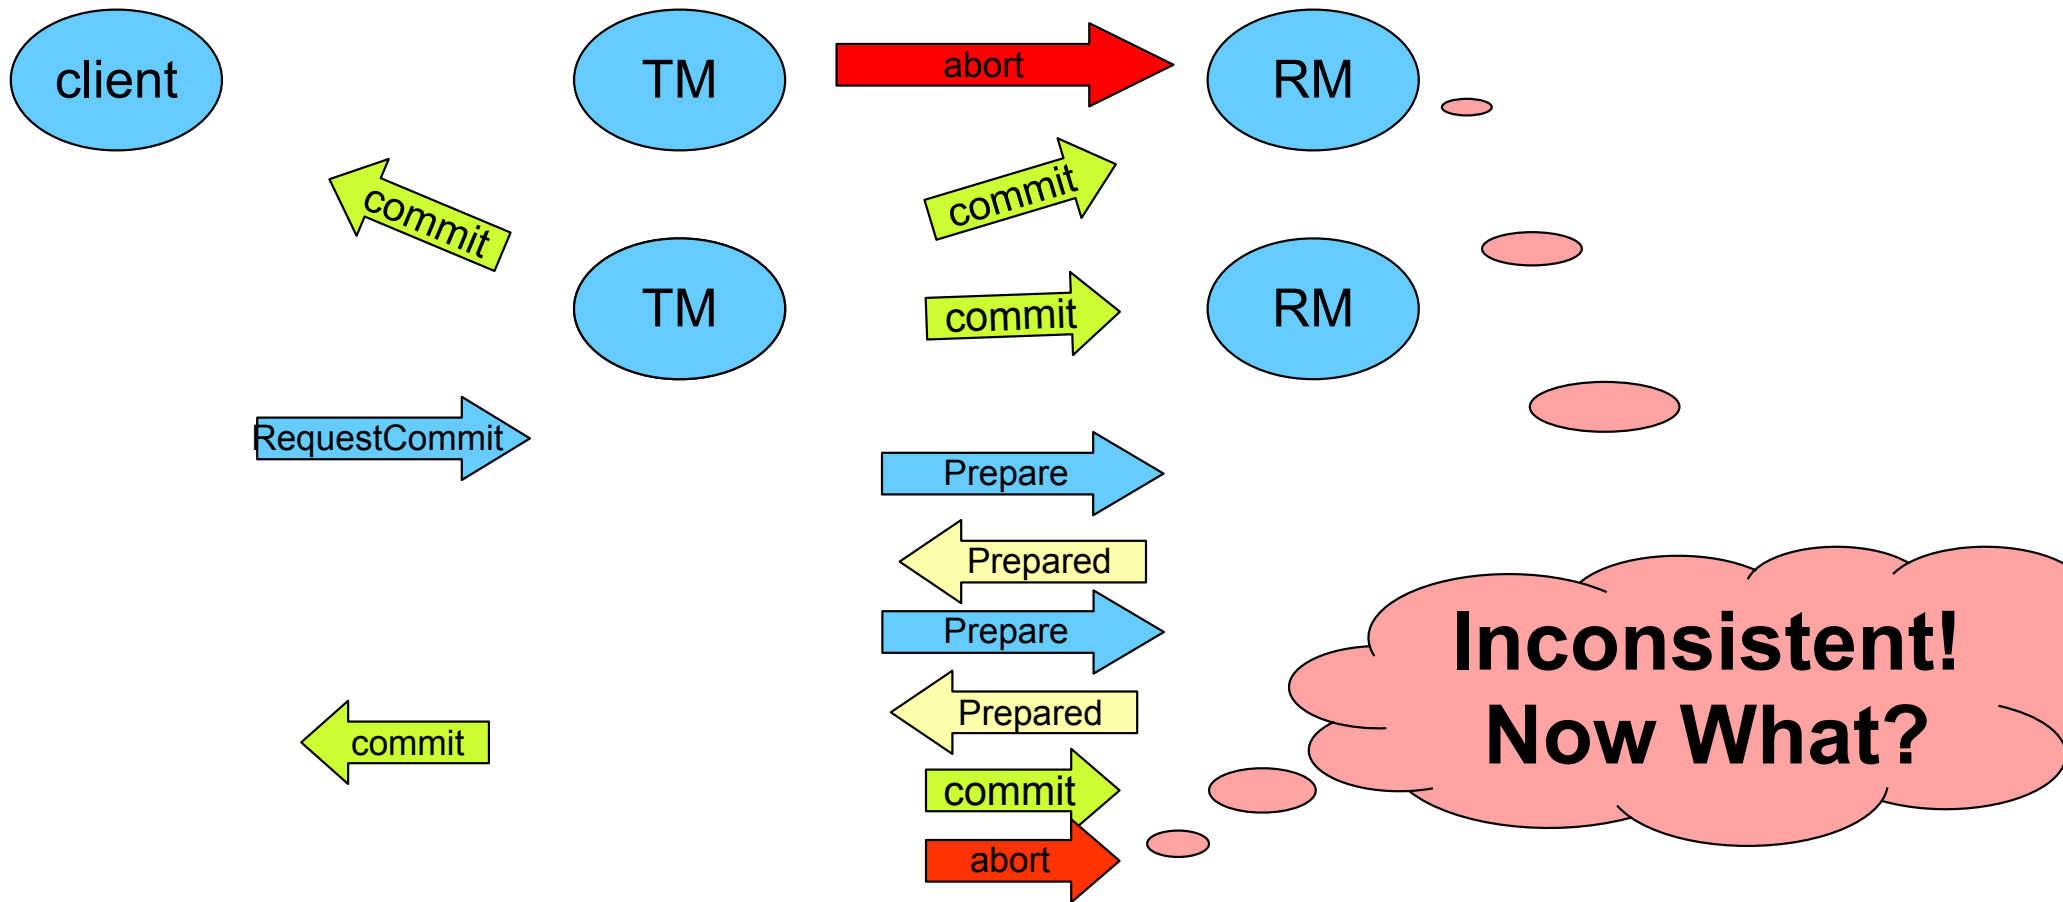 client
TM
abort
RM
commit
commit
TM
commit
RM
RequestCommit
Prepare
Prepared
Prepare
Prepared
commit
commit
abort
Inconsistent!
Now What?